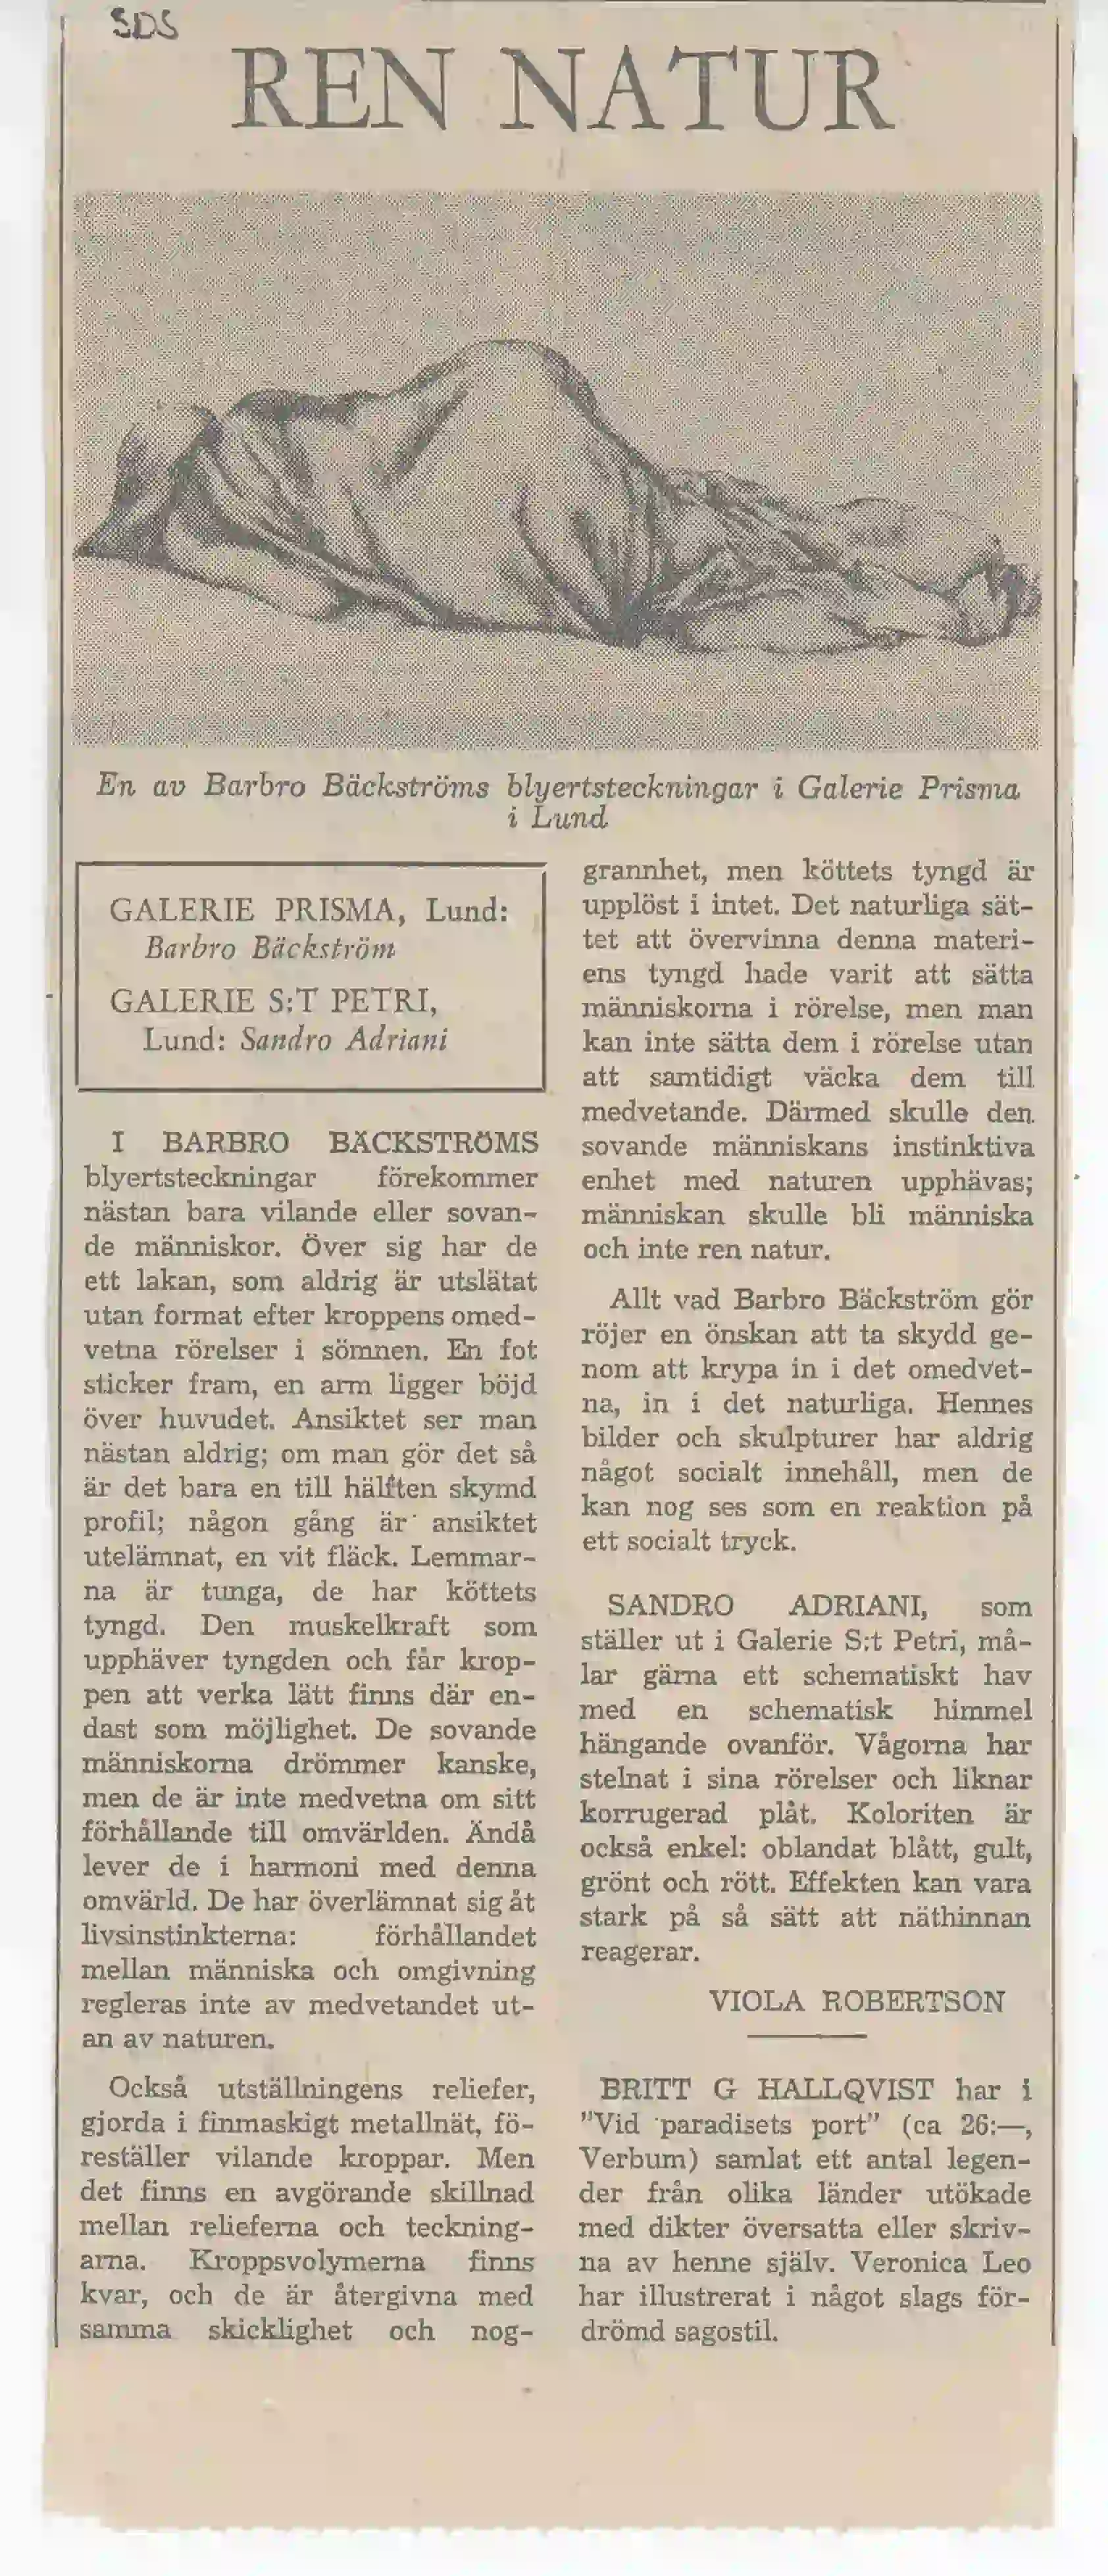 SDS
REN NATUR
En av Barbro Bäckströms blyertsteckningar i Galerie Prisma
i Lund
GALERIE PRISMA, Lund:
Barbro Bäckström
GALERIE S:T PETRI,
Lund: Sandro Adriani
I BARBRO BÄCKSTRÖMS
blyertsteckningar förekommer
nästan bara vilande eller sovan-
de människor. Över sig har de
ett lakan, som aldrig är utslätat
utan format efter kroppens omed-
vetna rörelser i sömnen. En fot
sticker fram, en arm ligger böjd
över huvudet. Ansiktet ser man
nästan aldrig; om man gör det så
är det bara en till hälften skymd
profil; någon gång är ansiktet
utelämnat, en vit fläck. Lemmar-
na är tunga, de har köttets
tyngd. Den muskelkraft som
upphäver tyngden och får krop-
pen att verka lätt finns där en-
dast som möjlighet. De sovande
människorna drömmer kanske,
men de är inte medvetna om sitt
förhållande till omvärlden. Ändå
lever de i harmoni med denna
omvärld. De har överlämnat sig åt
livsinstinkterna: förhållandet
mellan människa och omgivning
regleras inte av medvetandet ut-
an av naturen.
Också utställningens reliefer,
gjorda i finmaskigt metallnät, fö-
reställer vilande kroppar. Men
det finns en avgörande skillnad
mellan relieferna och teckning-
arna. Kroppsvolymerna finns
kvar, och de är återgivna med
samma skicklighet och nog-
grannhet, men köttets tyngd är
upplöst i intet. Det naturliga sät-
tet att övervinna denna materi-
ens tyngd hade varit att sätta
människorna i rörelse, men man
kan inte sätta dem i rörelse utan
att samtidigt väcka dem till
medvetande. Därmed skulle den
sovande människans instinktiva
enhet med naturen upphävas;
människan skulle bli människa
och inte ren natur.
Allt vad Barbro Bäckström gör
röjer en önskan att ta skydd ge-
nom att krypa in i det omedvet-
na, in i det naturliga. Hennes
bilder och skulpturer har aldrig
något socialt innehåll, men de
kan nog ses som en reaktion på
ett socialt tryck.
SANDRO ADRIANI, som
ställer ut i Galerie S:t Petri, må-
lar gärna ett schematiskt hav
med en schematisk himmel
hängande ovanför. Vågorna har
stelnat i sina rörelser och liknar
korrugerad plåt. Koloriten är
också enkel: oblandat blått, gult,
grönt och rött. Effekten kan vara
stark på så sätt att näthinnan
reagerar.
VIOLA ROBERTSON
BRITT G HALLQVIST har i
"Vid paradisets port" (ca 26:—,
Verbum) samlat ett antal legen-
der från olika länder utökade
med dikter översatta eller skriv-
na av henne själv. Veronica Leo
har illustrerat i något slags för-
drömd sagostil.